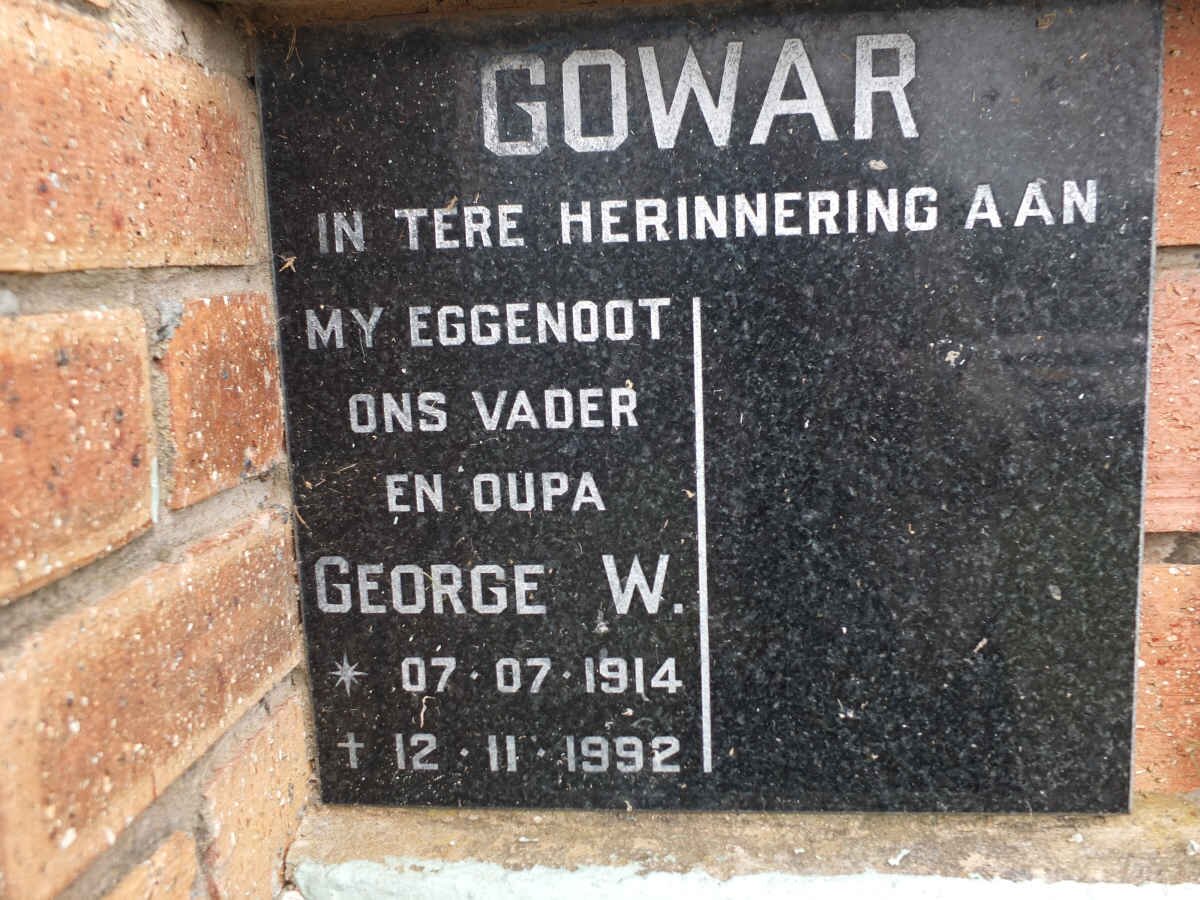 GOWAR
IN TERE HERINNERING AAN
MY EGGENOOT
ONS VADER
EN OUPA
GEORGE W.
* 07·07·1914
† 12·11·1992